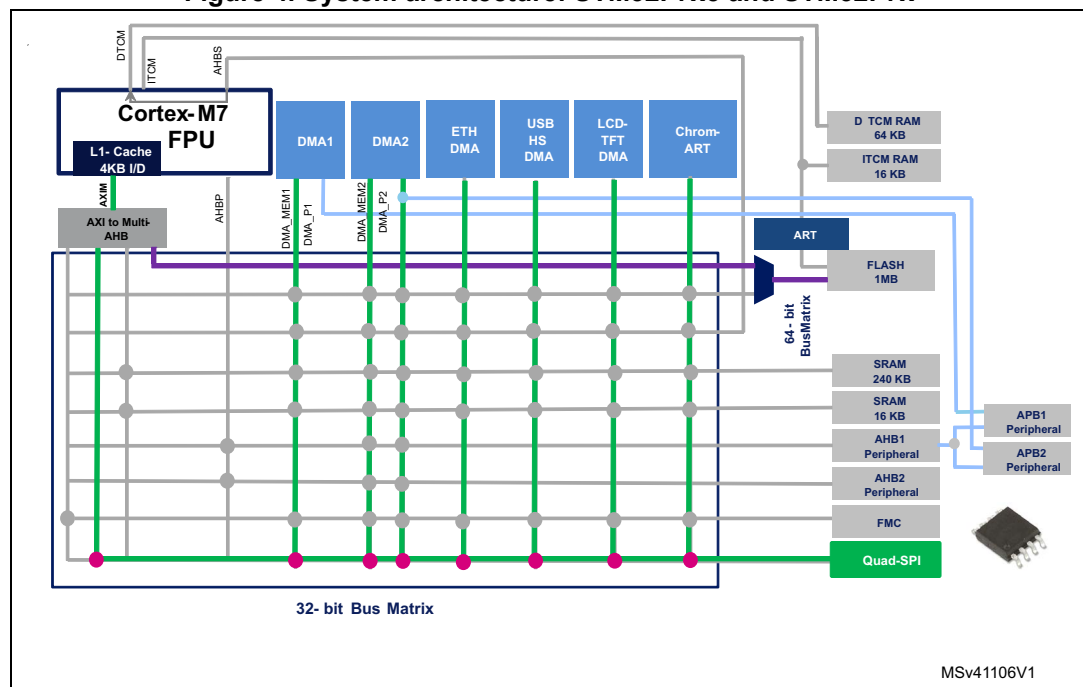 DTCM
ITCM
AHBS
Cortex-M7
FPU
L1- Cache
4KB I/D
DMA1
DMA2
ETH
DMA
USB
HS
DMA
LCD-
TFT
DMA
Chrom-
ART
D TCM RAM
64 KB
ITCM RAM
16 KB
AXIM
AHBP
DMA_MEM1
DMA_P1
DMA_MEM2
DMA_P2
AXI to Multi-
AHB
ART
FLASH
1MB
64- bit
BusMatrix
SRAM
240 KB
SRAM
16 KB
AHB1
Peripheral
APB1
Peripheral
APB2
Peripheral
AHB2
Peripheral
FMC
Quad-SPI
32- bit Bus Matrix
MSv41106V1